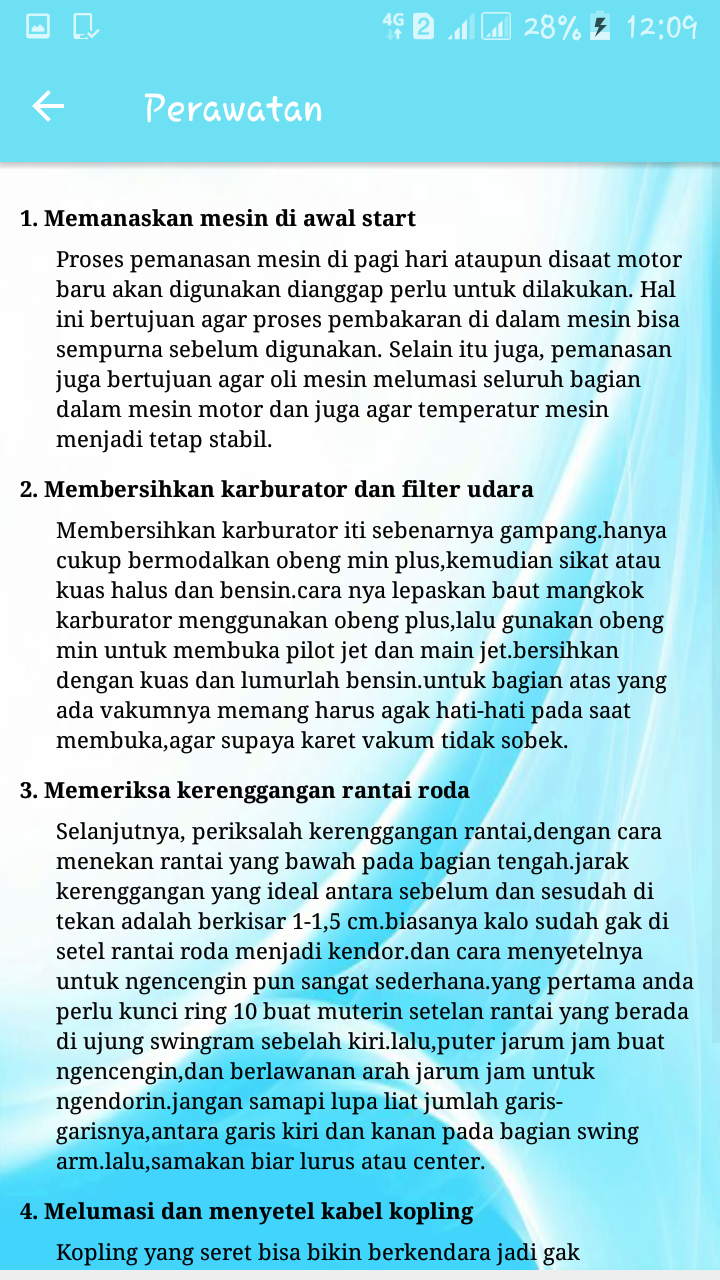 4G 2 28% 12:09
Perawatan
1. Memanaskan mesin di awal start
Proses pemanasan mesin di pagi hari ataupun disaat motor
baru akan digunakan dianggap perlu untuk dilakukan. Hal
ini bertujuan agar proses pembakaran di dalam mesin bisa
sempurna sebelum digunakan. Selain itu juga, pemanasan
juga bertujuan agar oli mesin melumasi seluruh bagian
dalam mesin motor dan juga agar temperatur mesin
menjadi tetap stabil.
2. Membersihkan karburator dan filter udara
Membersihkan karburator iti sebenarnya gampang.hanya
cukup bermodalkan obeng min plus,kemudian sikat atau
kuas halus dan bensin.cara nya lepaskan baut mangkok
karburator menggunakan obeng plus,lalu gunakan obeng
min untuk membuka pilot jet dan main jet.bersihkan
dengan kuas dan lumurlah bensin.untuk bagian atas yang
ada vakumnya memang harus agak hati-hati pada saat
membuka,agar supaya karet vakum tidak sobek.
3. Memeriksa kerenggangan rantai roda
Selanjutnya, periksalah kerenggangan rantai,dengan cara
menekan rantai yang bawah pada bagian tengah.jarak
kerenggangan yang ideal antara sebelum dan sesudah di
tekan adalah berkisar 1-1,5 cm.biasanya kalo sudah gak di
setel rantai roda menjadi kendor.dan cara menyetelnya
untuk ngencengin pun sangat sederhana.yang pertama anda
perlu kunci ring 10 buat muterin setelan rantai yang berada
di ujung swingram sebelah kiri.lalu,puter jarum jam buat
ngencengin,dan berlawanan arah jarum jam untuk
ngendorin.jangan samapi lupa liat jumlah garis-
garisnya,antara garis kiri dan kanan pada bagian swing
arm.lalu,samakan biar lurus atau center.
4. Melumasi dan menyetel kabel kopling
Kopling yang seret bisa bikin berkendara jadi gak